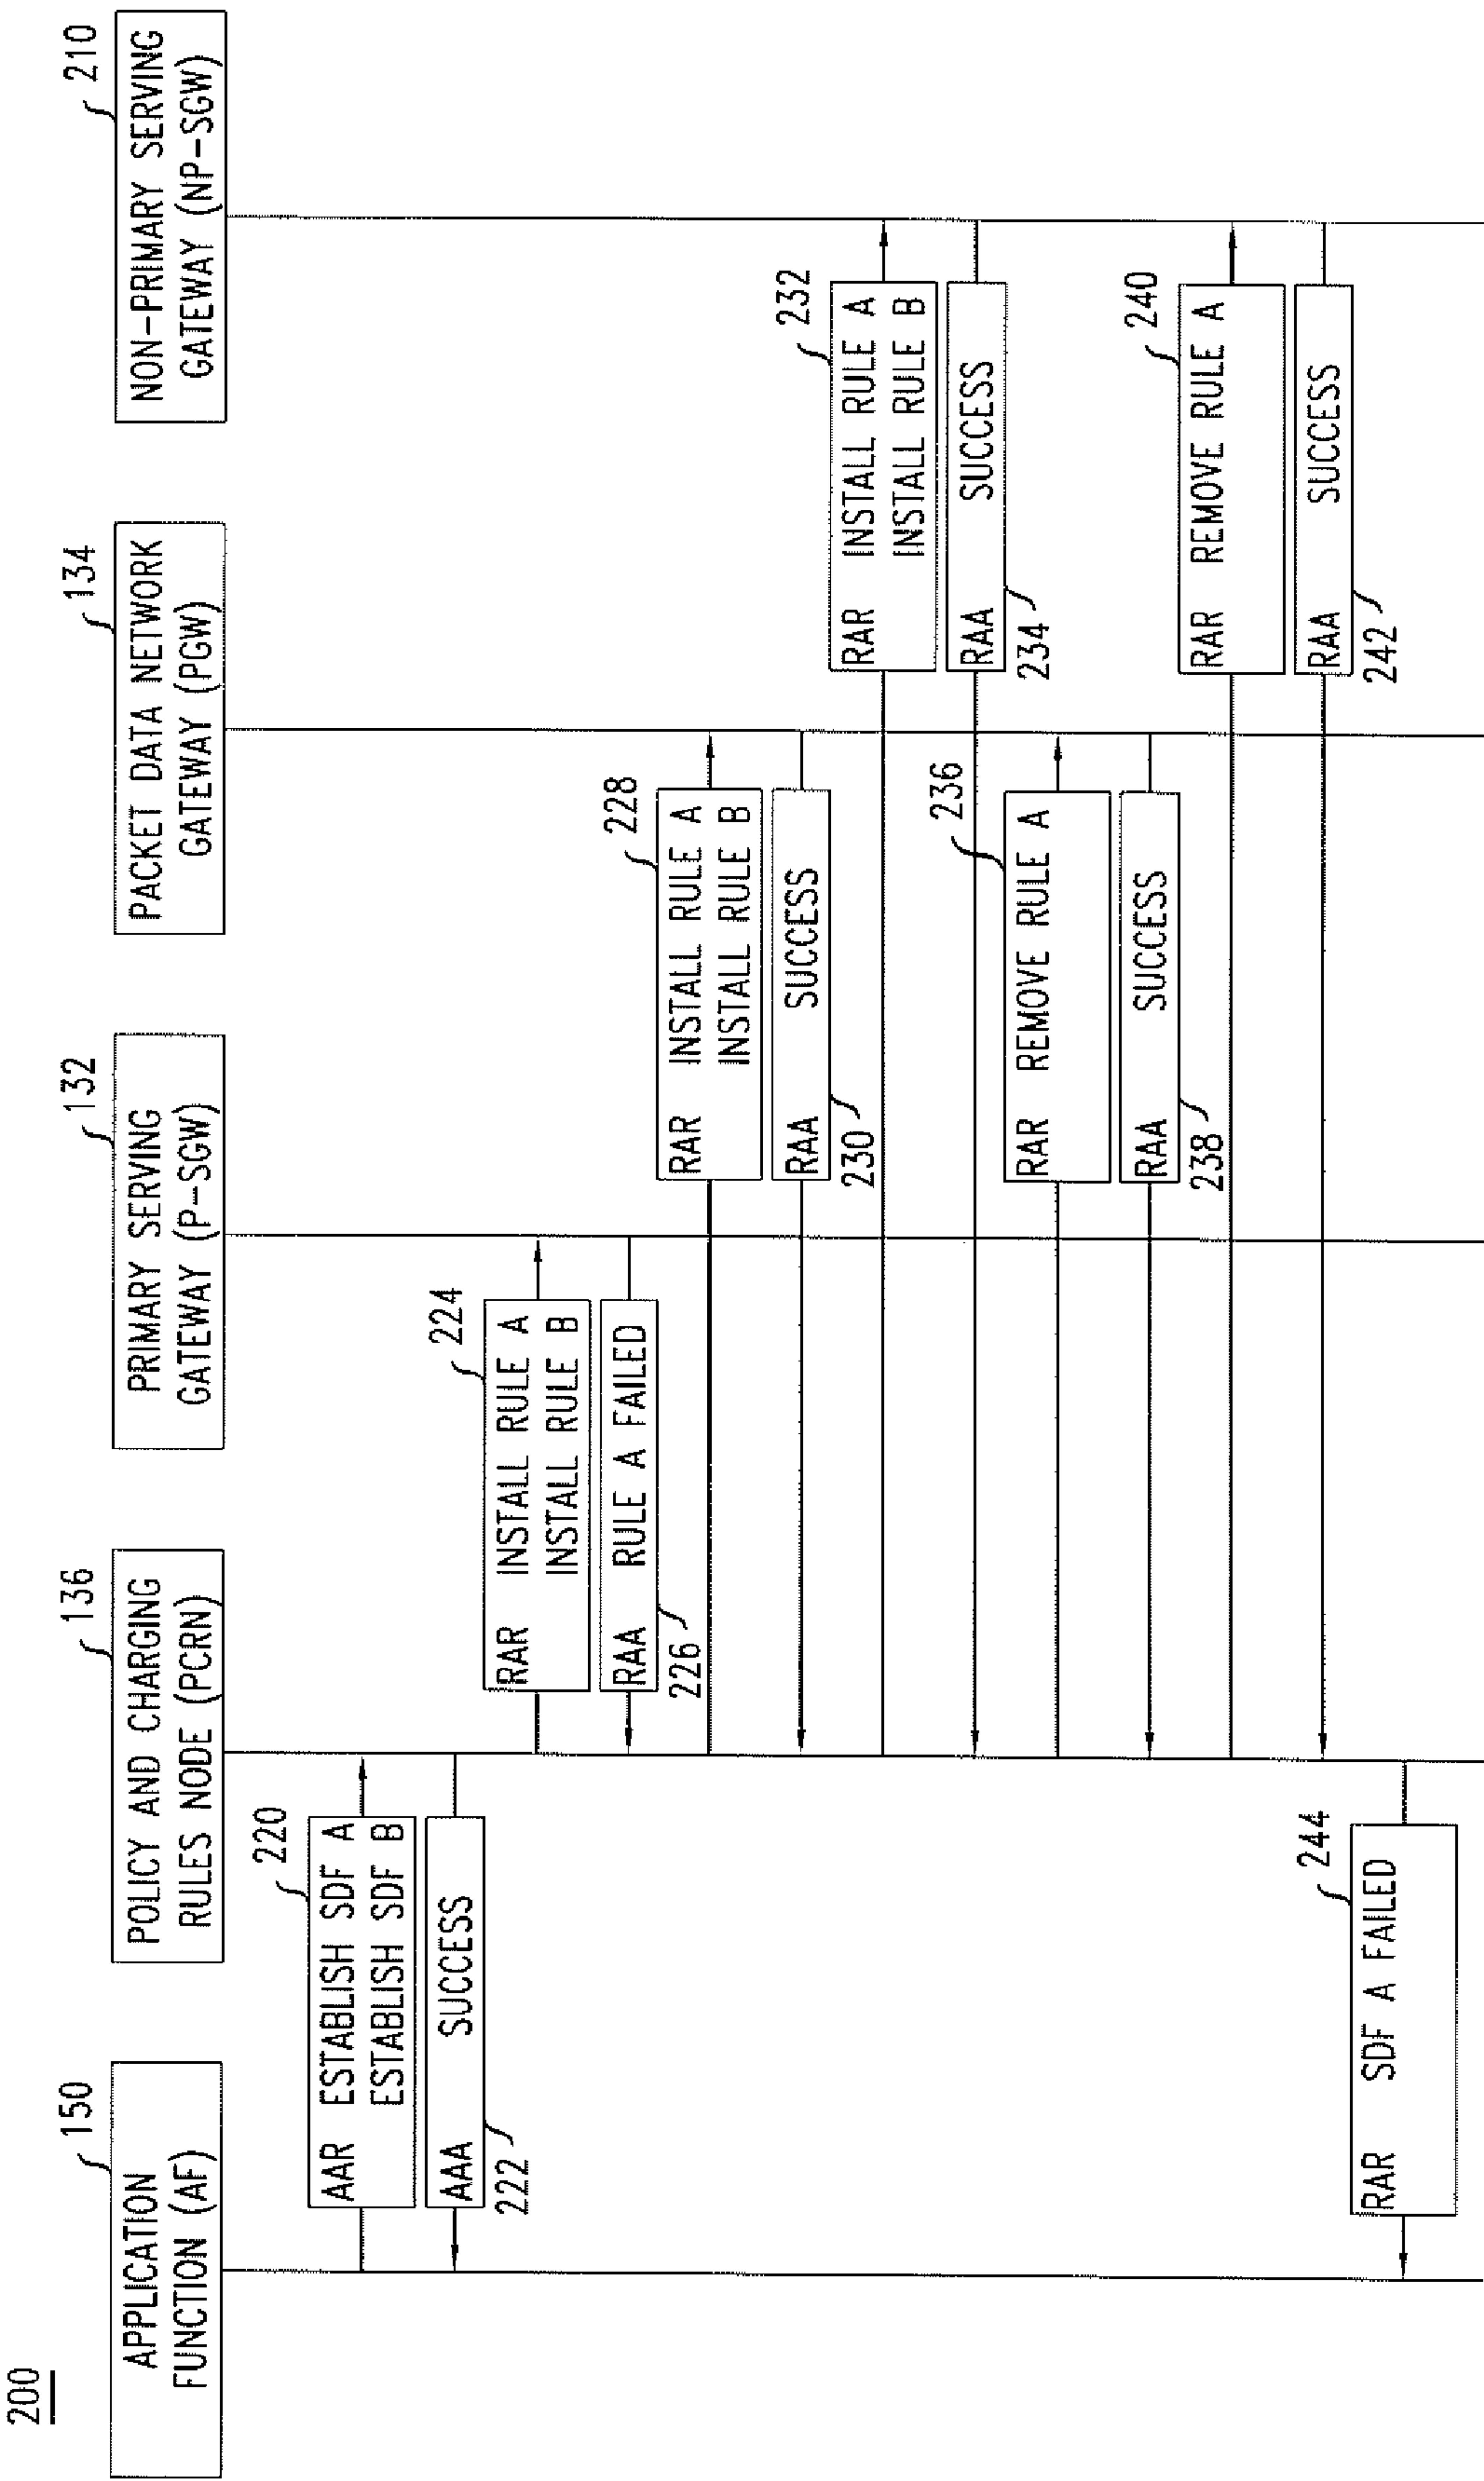 200
150
APPLICATION
FUNCTION (AF)
136
POLICY AND CHARGING
RULES NODE (PCRN)
132
PRIMARY SERVING
GATEWAY (P-SGW)
134
PACKET DATA NETWORK
GATEWAY (PGW)
210
NON-PRIMARY SERVING
GATEWAY (NP-SGW)
220
AAR ESTABLISH SDF A
ESTABLISH SDF B
AAA SUCCESS
222
224
RAR INSTALL RULE A
INSTALL RULE B
RAA RULE A FAILED
226
228
RAR INSTALL RULE A
INSTALL RULE B
RAA SUCCESS
230
232
RAR INSTALL RULE A
INSTALL RULE B
RAA SUCCESS
234
236
RAR REMOVE RULE A
RAA SUCCESS
238
240
RAR REMOVE RULE A
RAA SUCCESS
242
244
RAR SDF A FAILED